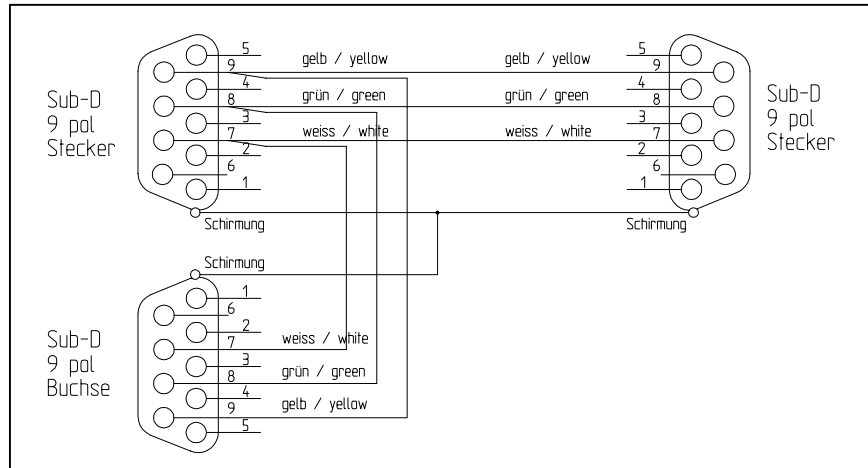 Sub-D
9 pol
Stecker
5
9
4
8
3
7
2
6
1
gelb / yellow
grün / green
weiss / white
Schirmung
gelb / yellow
grün / green
weiss / white
5
9
4
8
3
7
2
6
1
Schirmung
Sub-D
9 pol
Stecker
Sub-D
9 pol
Buchse
Schirmung
1
6
2
7
3
8
4
9
5
weiss / white
grün / green
gelb / yellow